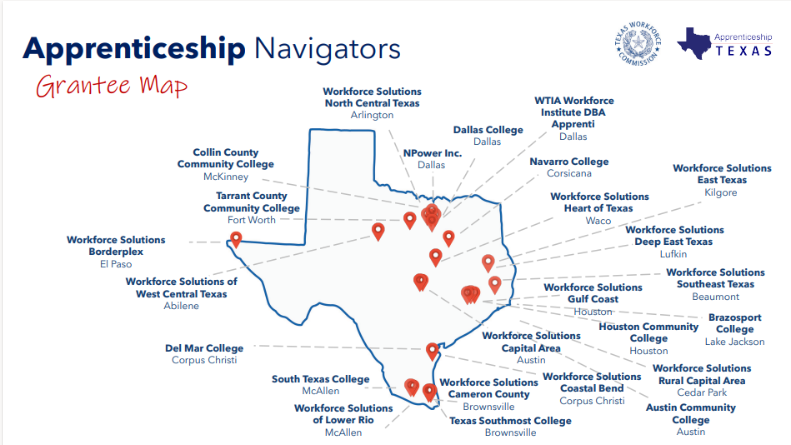 Apprenticeship Navigators
Grantee Map
TEXAS WORKFORCE COMMISSION
Apprenticeship
TEXAS
Workforce Solutions
North Central Texas
Arlington
WTIA Workforce
Institute DBA
Apprenti
Dallas
Dallas College
Dallas
NPower Inc.
Dallas
Collin County
Community College
McKinney
Navarro College
Corsicana
Workforce Solutions
East Texas
Kilgore
Tarrant County
Community College
Fort Worth
Workforce Solutions
Heart of Texas
Waco
Workforce Solutions
Borderplex
El Paso
Workforce Solutions
Deep East Texas
Lufkin
Workforce Solutions of
West Central Texas
Abilene
Workforce Solutions
Southeast Texas
Beaumont
Workforce Solutions
Gulf Coast
Houston
Brazosport
College
Lake Jackson
Houston Community
College
Houston
Workforce Solutions
Capital Area
Austin
Del Mar College
Corpus Christi
Workforce Solutions
Rural Capital Area
Cedar Park
South Texas College
McAllen
Workforce Solutions
Cameron County
Brownsville
Workforce Solutions
Coastal Bend
Corpus Christi
Workforce Solutions
of Lower Rio
McAllen
Texas Southmost College
Brownsville
Austin Community
College
Austin